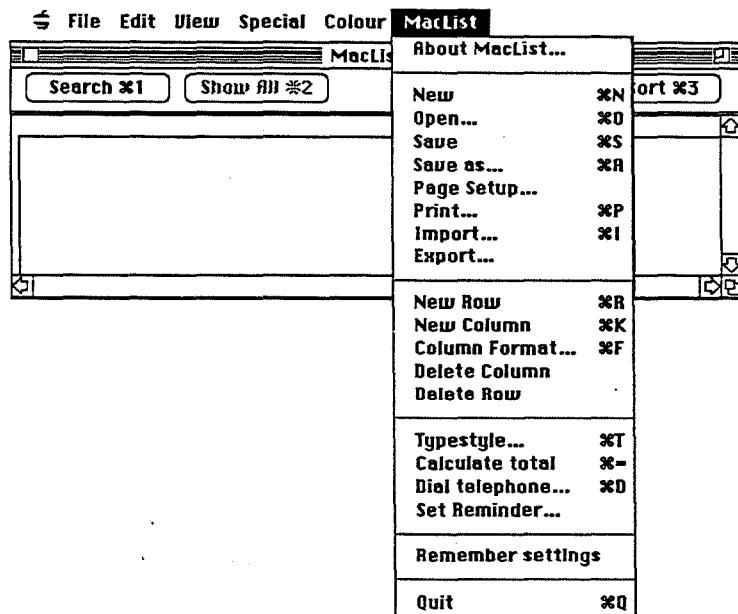 File Edit View Special Colour MacList
MacLis
Search ⌘1 Show All ⌘2 ort ⌘3
About MacList...
New ⌘N
Open... ⌘O
Save ⌘S
Save as... ⌘A
Page Setup...
Print... ⌘P
Import... ⌘I
Export...
New Row ⌘R
New Column ⌘K
Column Format... ⌘F
Delete Column
Delete Row
Typestyle... ⌘T
Calculate total ⌘=
Dial telephone... ⌘D
Set Reminder...
Remember settings
Quit ⌘Q